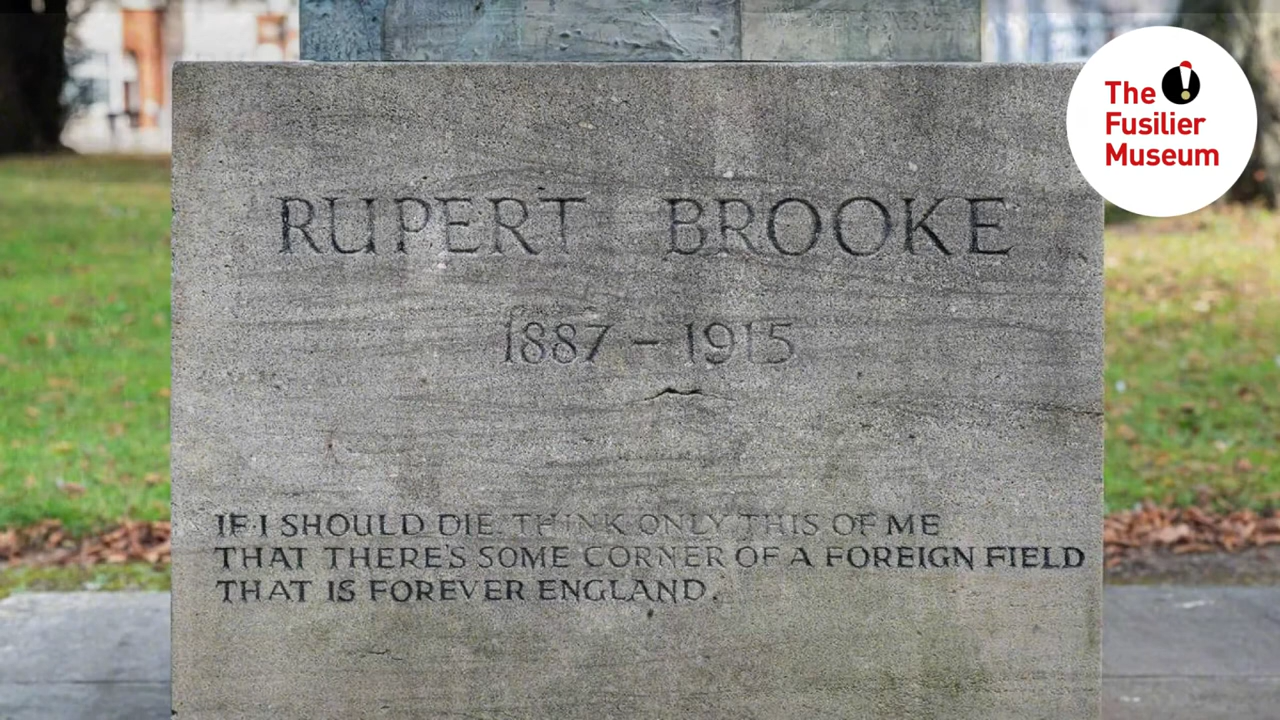 The
Fusilier
Museum
RUPERT BROOKE
1887 – 1915
IF I SHOULD DIE, THINK ONLY THIS OF ME
THAT THERE'S SOME CORNER OF A FOREIGN FIELD
THAT IS FOREVER ENGLAND.